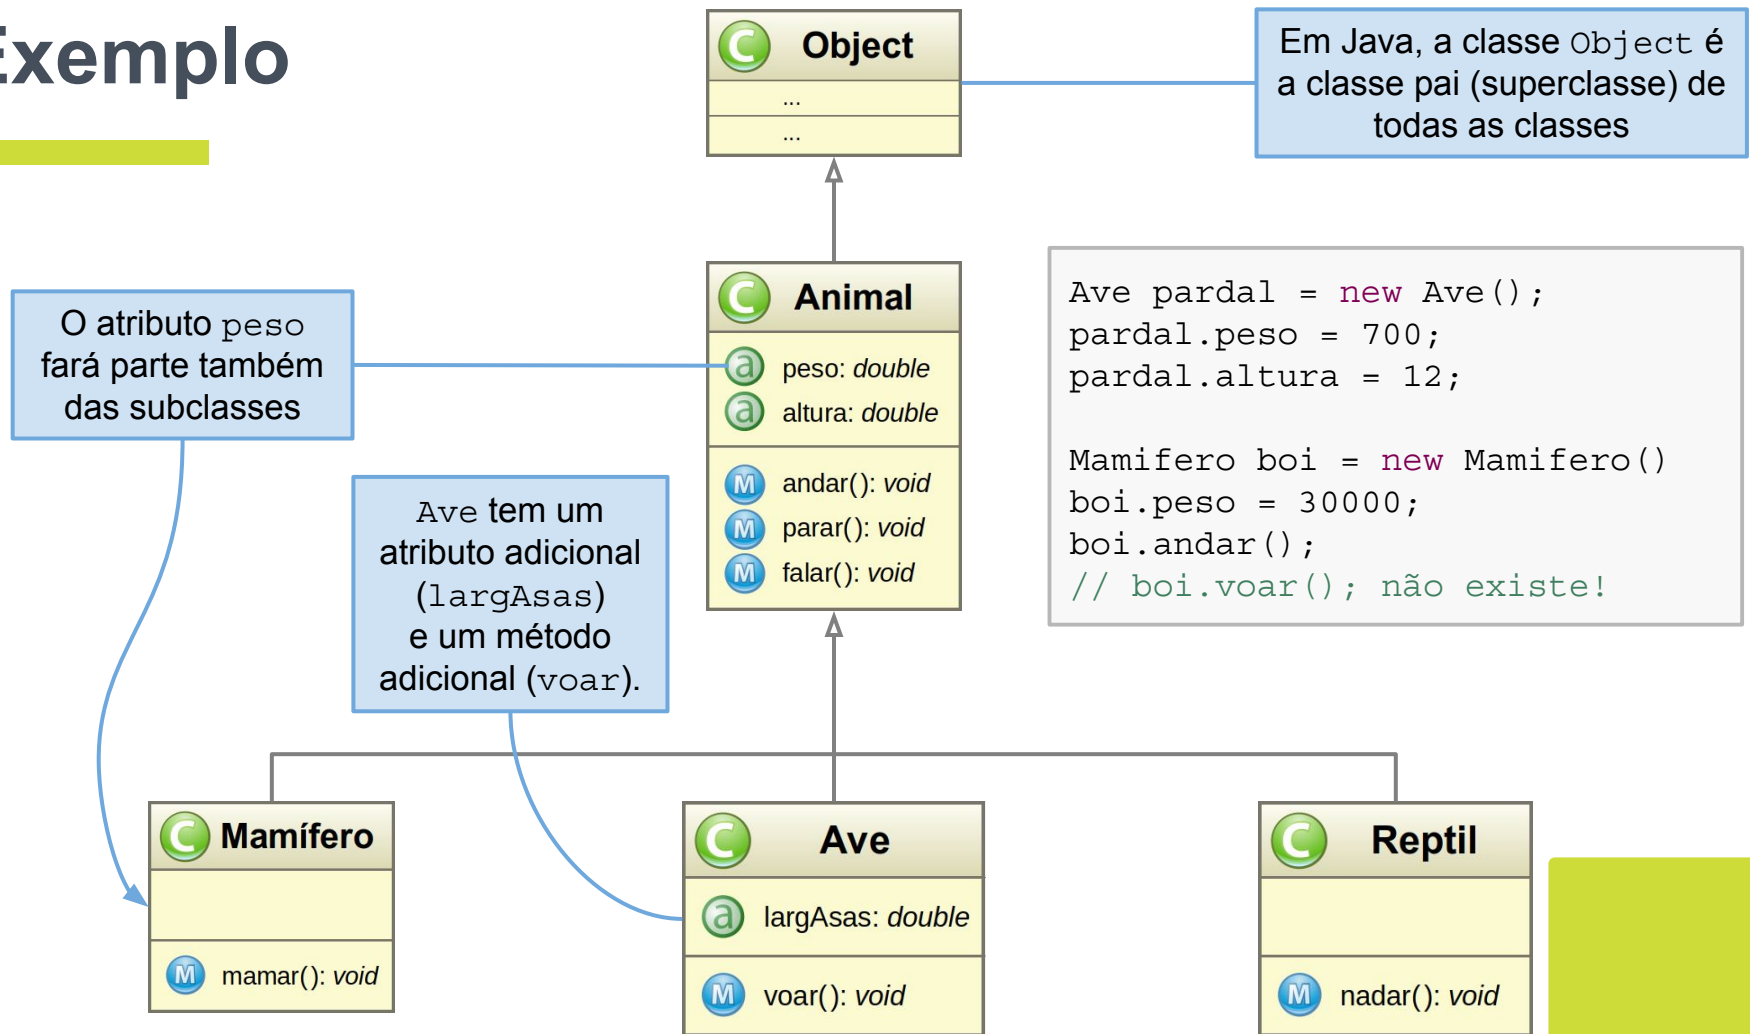 Exemplo
Object
...
...
Em Java, a classe Object é
a classe pai (superclasse) de
todas as classes
Animal
peso: double
altura: double
andar(): void
parar(): void
falar(): void
O atributo peso
fará parte também
das subclasses
Ave tem um
atributo adicional
(largAsas)
e um método
adicional (voar).
Ave pardal = new Ave();
pardal.peso = 700;
pardal.altura = 12;
Mamifero boi = new Mamifero()
boi.peso = 30000;
boi.andar();
// boi.voar(); não existe!
Mamífero
mamar(): void
Ave
largAsas: double
voar(): void
Reptil
nadar(): void